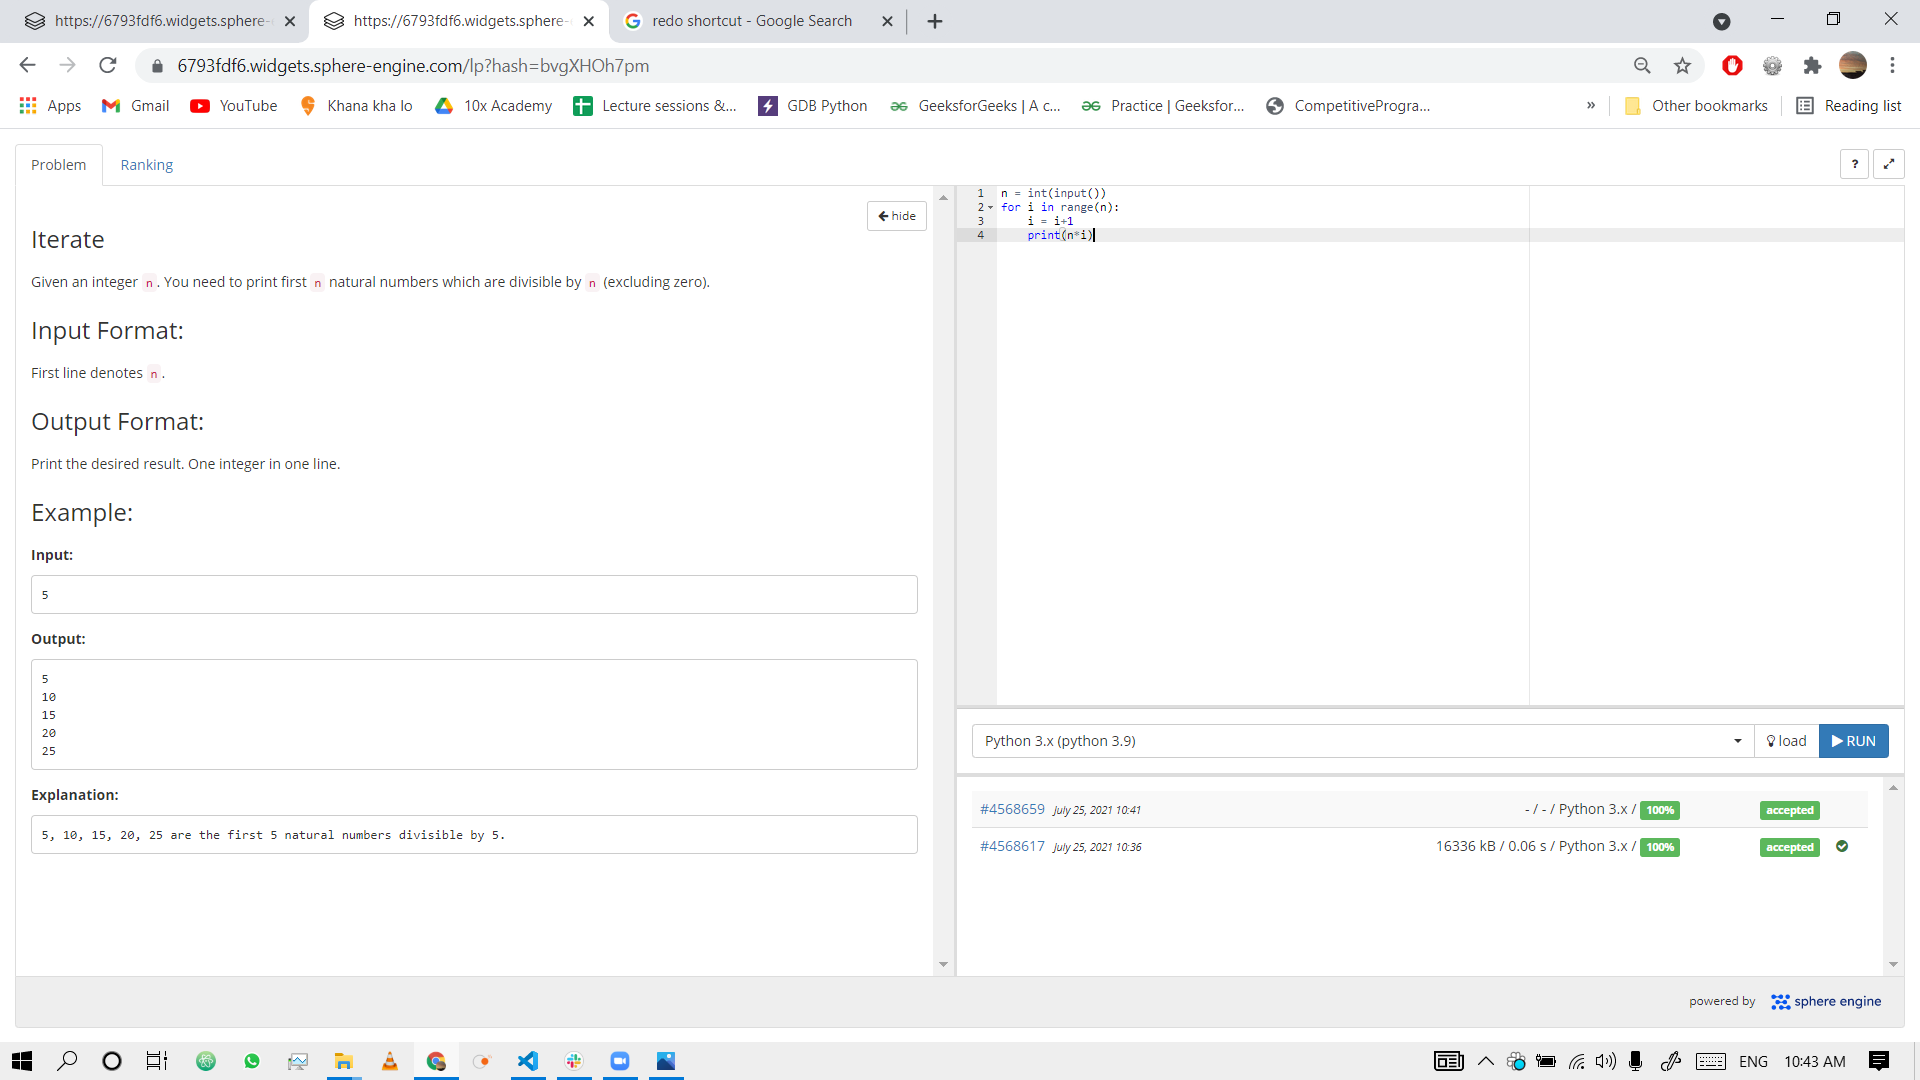 https://6793fdf6.widgets.sphere-
https://6793fdf6.widgets.sphere-
redo shortcut - Google Search
6793fdf6.widgets.sphere-engine.com/lp?hash=bvgXHOh7pm
Apps
Gmail
YouTube
Khana kha lo
10x Academy
Lecture sessions &...
GDB Python
GeeksforGeeks | A c...
Practice | Geeksfor...
CompetitiveProgra...
»
Other bookmarks
Reading list
Problem
Ranking
?
hide
Iterate
Given an integer n . You need to print first n natural numbers which are divisible by n (excluding zero).
Input Format:
First line denotes n .
Output Format:
Print the desired result. One integer in one line.
Example:
Input:
5
Output:
5
10
15
20
25
Explanation:
5, 10, 15, 20, 25 are the first 5 natural numbers divisible by 5.
1 n = int(input())
2 for i in range(n):
3 i = i+1
4 print(n*i)
Python 3.x (python 3.9)
load
RUN
#4568659 July 25, 2021 10:41 - / - / Python 3.x / 100% accepted
#4568617 July 25, 2021 10:36 16336 kB / 0.06 s / Python 3.x / 100% accepted
powered by sphere engine
ENG
10:43 AM